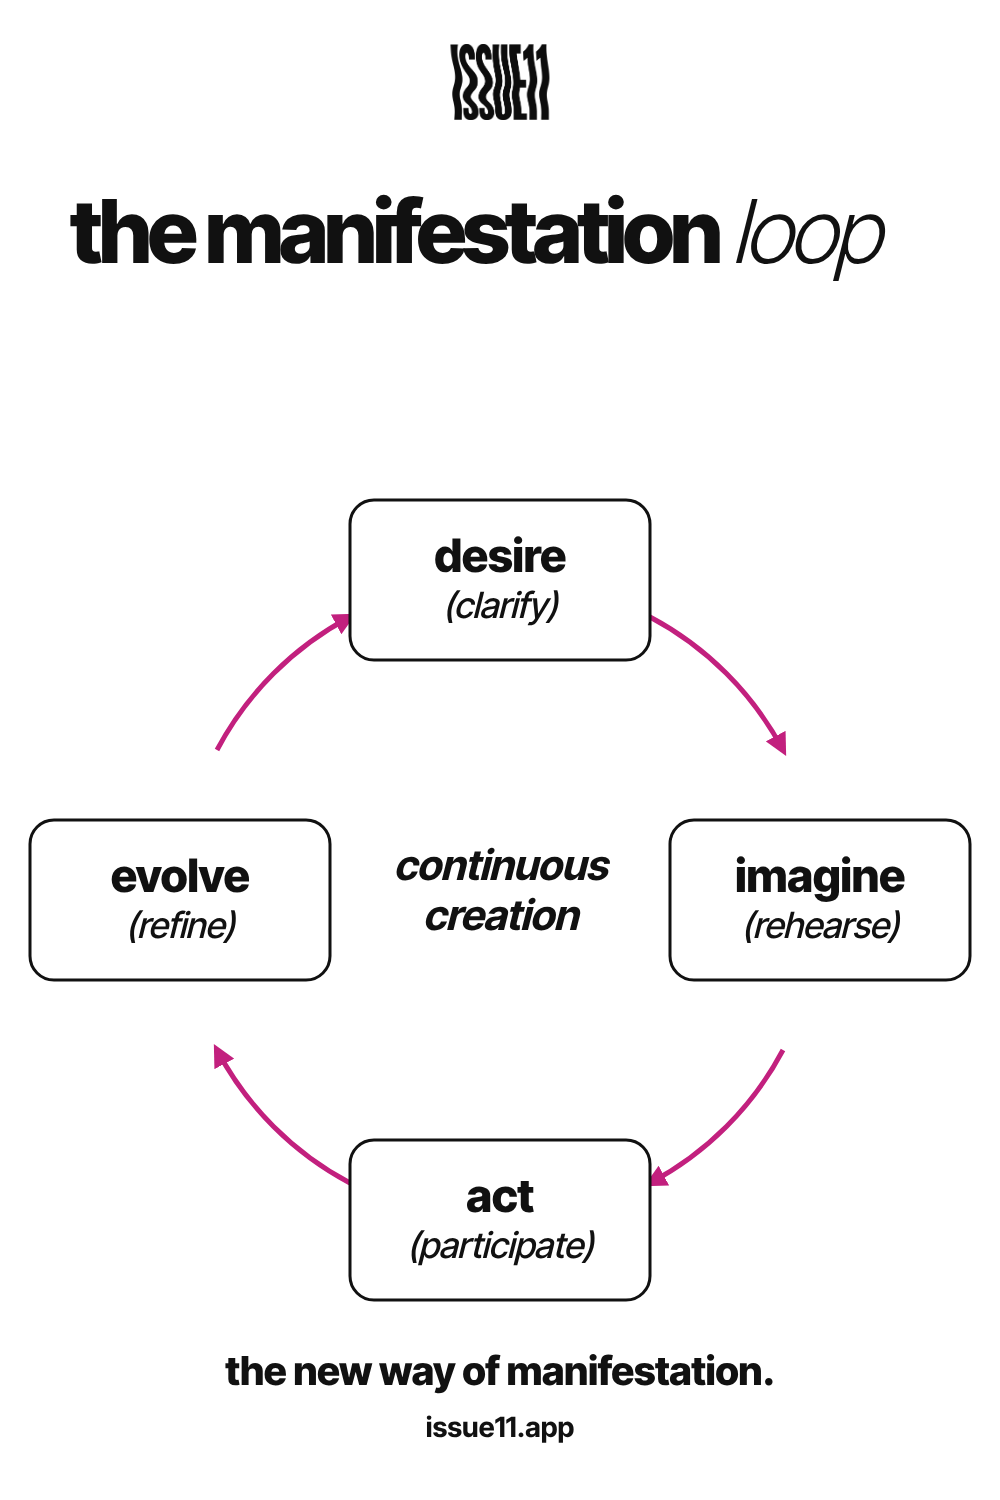 ISSUE11
the manifestation loop
desire
(clarify)
evolve
(refine)
continuous
creation
imagine
(rehearse)
act
(participate)
the new way of manifestation.
issue11.app